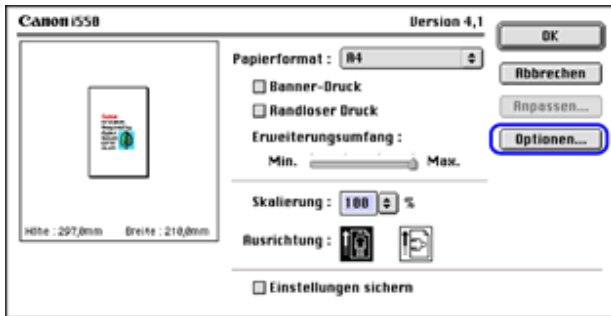 Canon i550
Version 4,1
OK
Papierformat : A4
Abbrechen
Banner-Druck
Randloser Druck
Anpassen...
Erweiterungsumfang :
Optionen...
Min. Max.
Skalierung : 100 %
Höhe : 297,0mm Breite : 210,0mm
Ausrichtung :
Einstellungen sichern